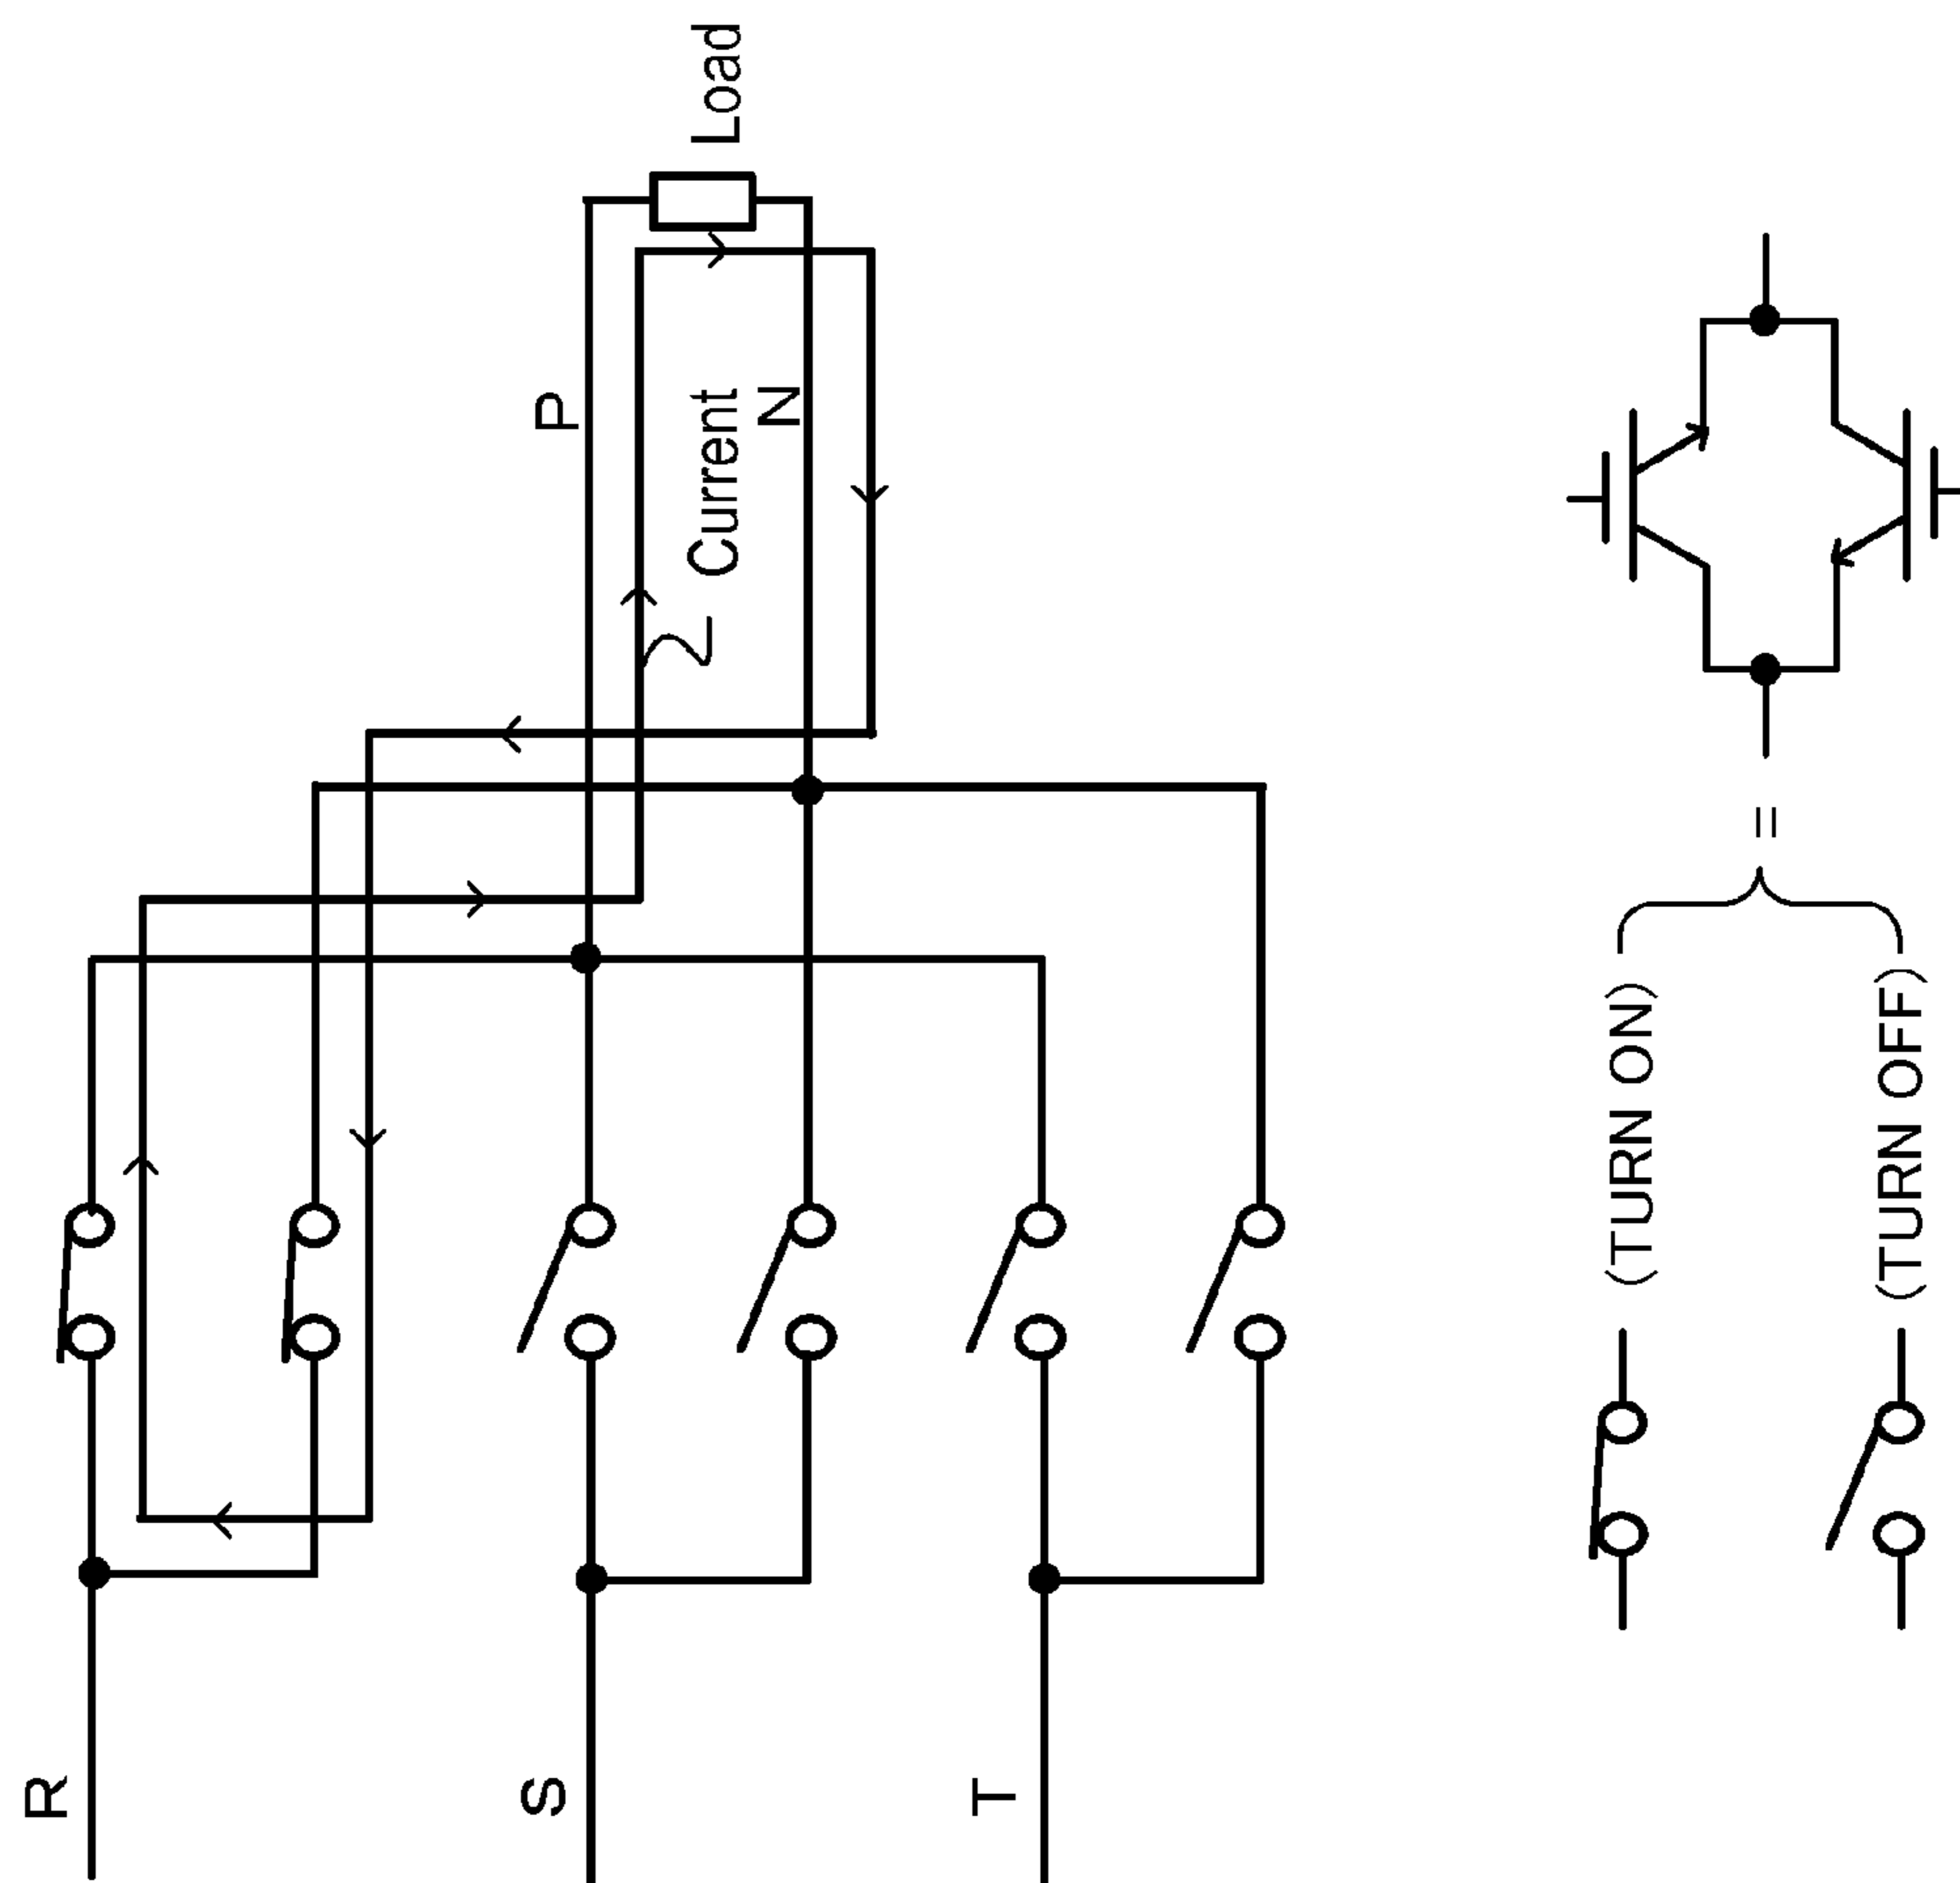 R
S
T
P
N
Current
Load
(TURN ON)
(TURN OFF)
=